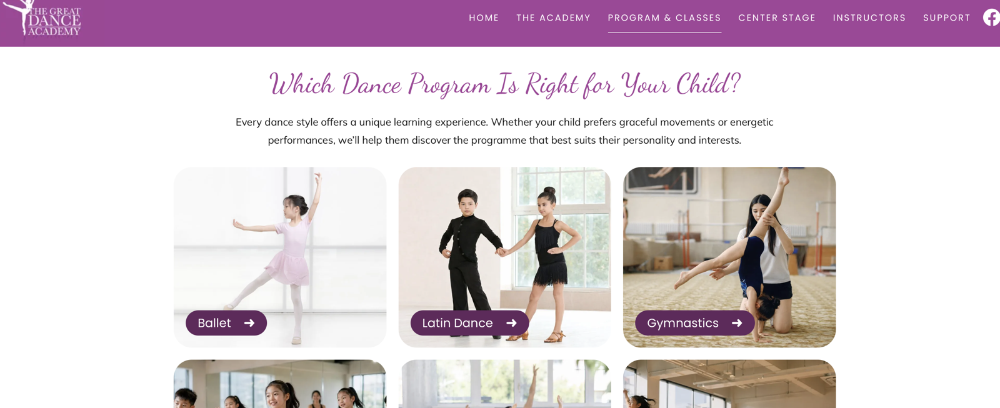 THE GREAT
DANCE
ACADEMY
HOME THE ACADEMY PROGRAM & CLASSES CENTER STAGE INSTRUCTORS SUPPORT
Which Dance Program Is Right for Your Child?
Every dance style offers a unique learning experience. Whether your child prefers graceful movements or energetic
performances, we’ll help them discover the programme that best suits their personality and interests.
Ballet
Latin Dance
Gymnastics